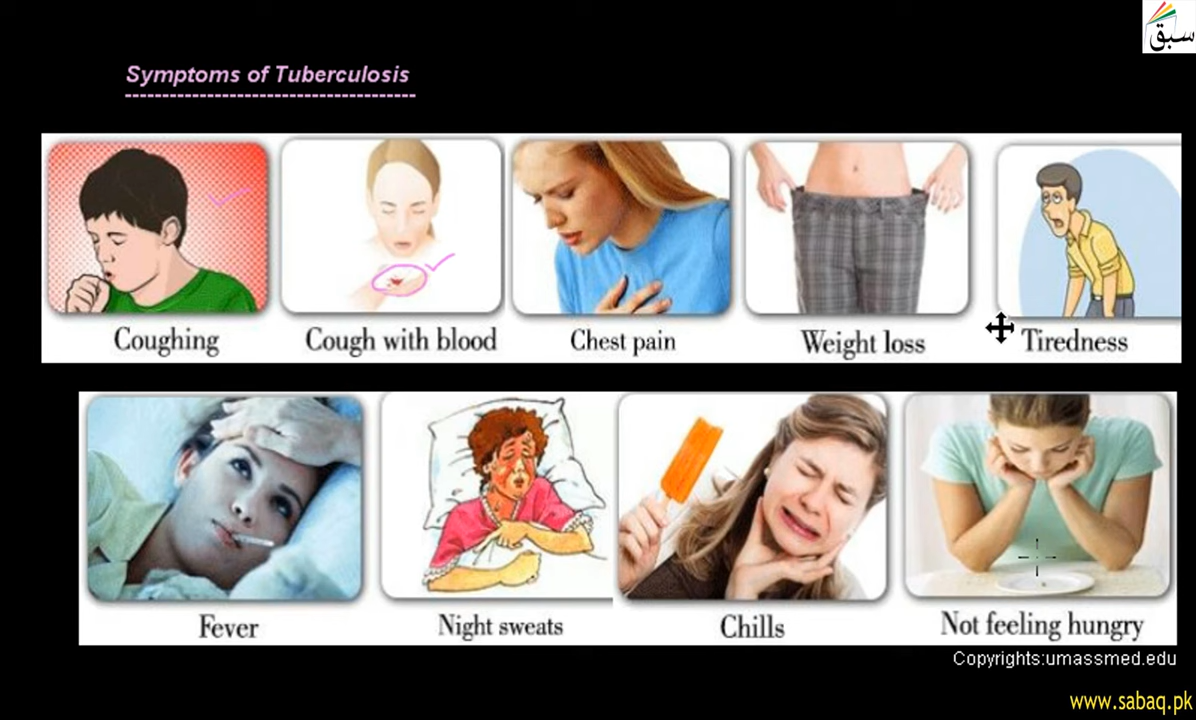 سبق
Symptoms of Tuberculosis
Coughing
Cough with blood
Chest pain
Weight loss
Tiredness
Fever
Night sweats
Chills
Not feeling hungry
Copyrights:umassmed.edu
www.sabaq.pk